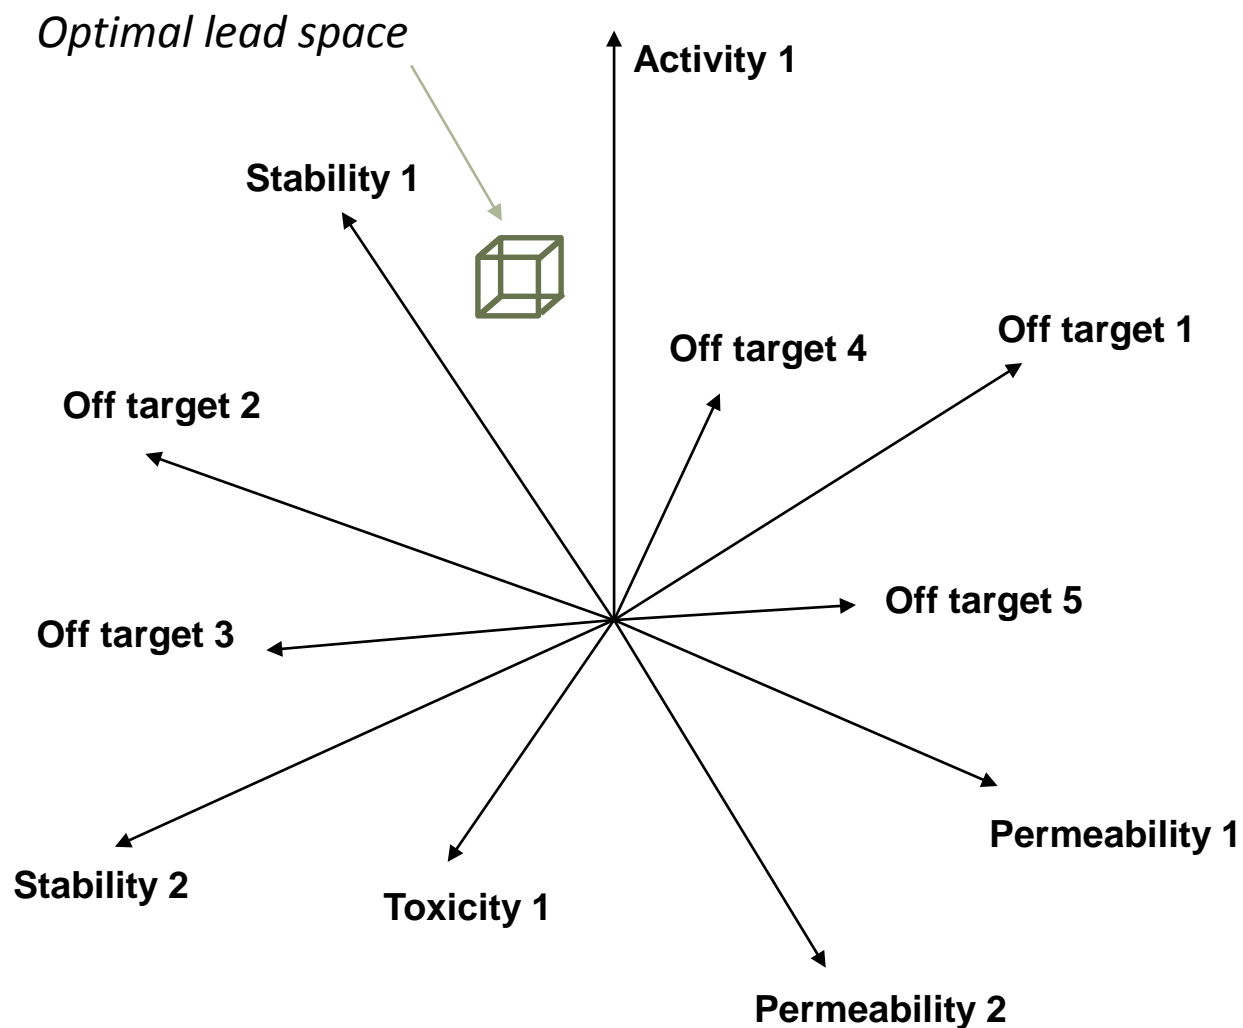 Optimal lead space
Activity 1
Stability 1
Off target 1
Off target 4
Off target 2
Off target 5
Off target 3
Permeability 1
Stability 2
Toxicity 1
Permeability 2